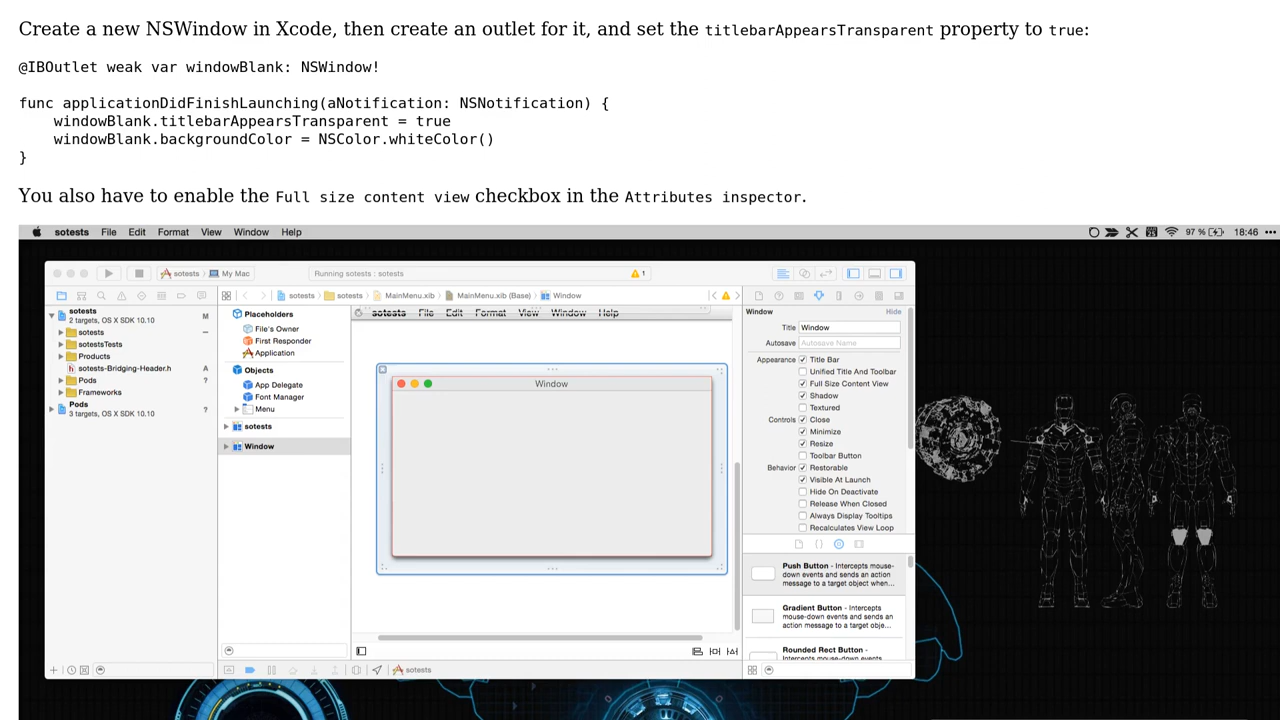 Create a new NSWindow in Xcode, then create an outlet for it, and set the titlebarAppearsTransparent property to true:
@IBOutlet weak var windowBlank: NSWindow!
func applicationDidFinishLaunching(aNotification: NSNotification) {
    windowBlank.titlebarAppearsTransparent = true
    windowBlank.backgroundColor = NSColor.whiteColor()
}
You also have to enable the Full size content view checkbox in the Attributes inspector.
sotests File Edit Format View Window Help 97 % 18:46
sotests My Mac Running sotests : sotests 1
sotests sotests MainMenu.xib MainMenu.xib (Base) Window
sotests M
2 targets, OS X SDK 10.10
sotests
sotestsTests
Products
sotests-Bridging-Header.h A
Pods ?
Frameworks
Pods ?
3 targets, OS X SDK 10.10
Placeholders
File's Owner
First Responder
Application
Objects
App Delegate
Font Manager
Menu
sotests
Window
sotests File Edit Format View Window Help
Window
Window Hide
Title Window
Autosave Autosave Name
Appearance Title Bar
Unified Title And Toolbar
Full Size Content View
Shadow
Textured
Controls Close
Minimize
Resize
Toolbar Button
Behavior Restorable
Visible At Launch
Hide On Deactivate
Release When Closed
Always Display Tooltips
Recalculates View Loop
Push Button - Intercepts mouse-
down events and sends an action
message to a target object when...
Gradient Button - Intercepts
mouse-down events and sends an
action message to a target obje...
Rounded Rect Button -
Intercepts mouse-down events
sotests